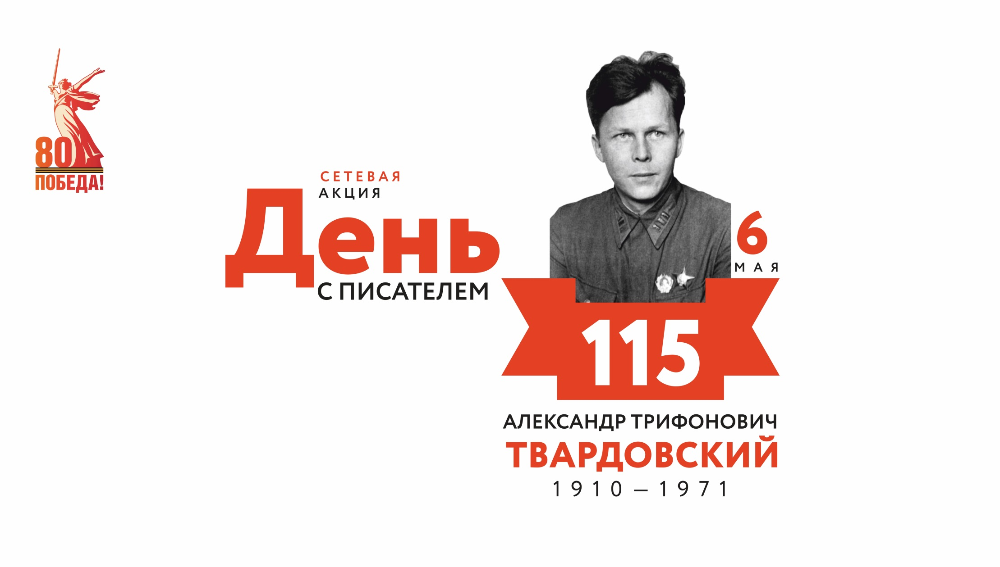 80
ПОБЕДА!
СЕТЕВАЯ
АКЦИЯ
День
С ПИСАТЕЛЕМ
6
МАЯ
115
АЛЕКСАНДР ТРИФОНОВИЧ
ТВАРДОВСКИЙ
1910 — 1971